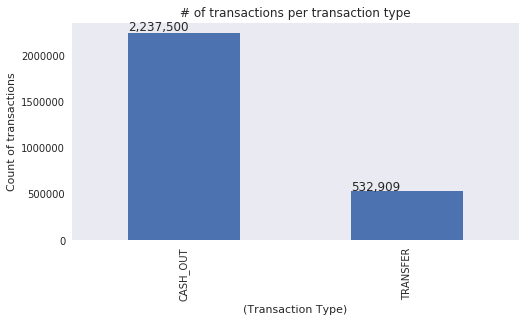 # of transactions per transaction type
2,237,500
532,909
Count of transactions
2000000
1500000
1000000
500000
0
CASH_OUT
TRANSFER
(Transaction Type)